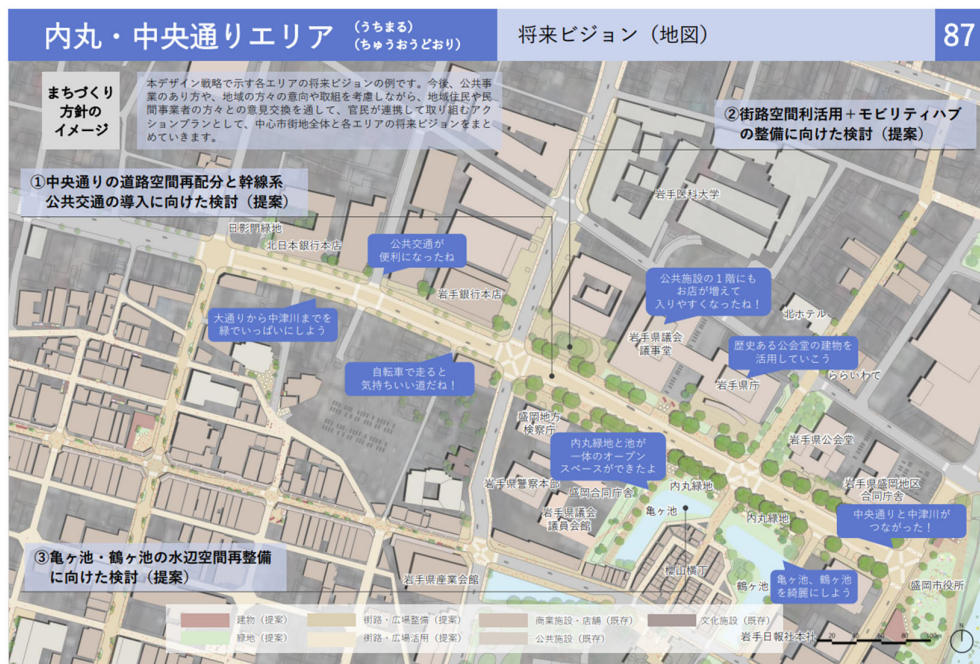 内丸・中央通りエリア
（うちまる）
（ちゅうおうどおり）
将来ビジョン（地図）
87
まちづくり
方針の
イメージ
本デザイン戦略で示す各エリアの将来ビジョンの例です。今後、公共事
業のあり方や、地域の方々の意向や取組を考慮しながら、地域住民や民
間事業者の方々との意見交換を通して、官民が連携して取り組むアク
ションプランとして、中心市街地全体と各エリアの将来ビジョンをまと
めていきます。
②街路空間利活用＋モビリティハブ
の整備に向けた検討（提案）
①中央通りの道路空間再配分と幹線系
公共交通の導入に向けた検討（提案）
岩手医科大学
日影門緑地
北日本銀行本店
公共交通が
便利になったね
岩手銀行本店
大通りから中津川までを
緑でいっぱいにしよう
公共施設の１階にも
お店が増えて
入りやすくなったね！
北ホテル
岩手県議会
議事堂
歴史ある公会堂の建物を
活用していこう
自転車で走ると
気持ちいい道だね！
岩手県庁
ららいわて
盛岡地方
検察庁
岩手県公会堂
内丸緑地と池が
一体のオープン
スペースができたよ
岩手県警察本部
盛岡合同庁舎
内丸緑地
岩手県盛岡地区
合同庁舎
岩手県議会
議員会館
亀ヶ池
内丸緑地
中央通りと中津川が
つながった！
③亀ヶ池・鶴ヶ池の水辺空間再整備
に向けた検討（提案）
岩手県産業会館
櫻山横丁
鶴ヶ池
亀ヶ池、鶴ヶ池
を綺麗にしよう
盛岡市役所
建物（提案）
街路・広場整備（提案）
商業施設・店舗（既存）
文化施設（既存）
緑地（提案）
街路・広場活用（提案）
公共施設（既存）
岩手日報社本社
0 20 40 60 80 100m
N